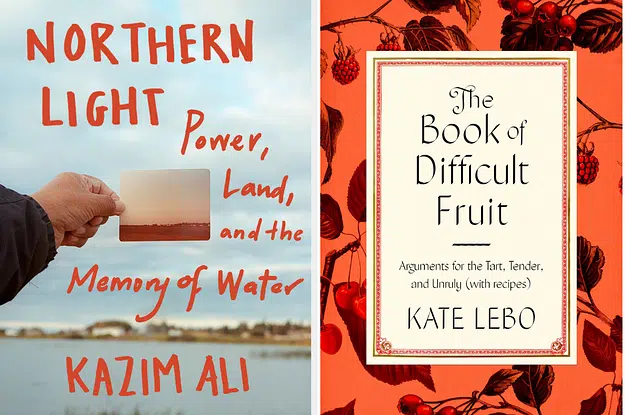 NORTHERN
LIGHT
Power,
Land,
and the
Memory of Water
KAZIM ALI
The
Book of
Difficult
Fruit
Arguments for the Tart, Tender,
and Unruly (with recipes)
KATE LEBO